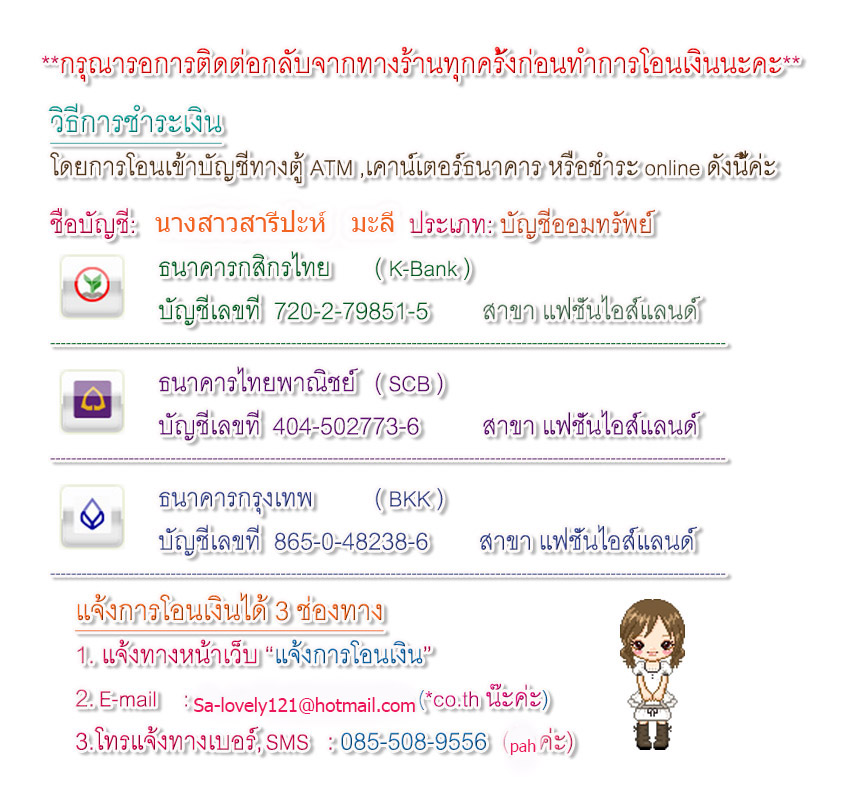 **กรุณารอการติดต่อกลับจากทางร้านทุกครั้งก่อนทำการโอนเงินนะคะ**
วิธีการชำระเงิน
โดยการโอนเข้าบัญชีทางตู้ ATM ,เคาน์เตอร์ธนาคาร หรือชำระ online ดังนี้ค่ะ
ชื่อบัญชี: นางสาวสารีปะห์ มะลี ประเภท: บัญชีออมทรัพย์
ธนาคารกสิกรไทย ( K-Bank )
บัญชีเลขที่ 720-2-79851-5 สาขา แฟชั่นไอส์แลนด์
ธนาคารไทยพาณิชย์ ( SCB )
บัญชีเลขที่ 404-502773-6 สาขา แฟชั่นไอส์แลนด์
ธนาคารกรุงเทพ ( BKK )
บัญชีเลขที่ 865-0-48238-6 สาขา แฟชั่นไอส์แลนด์
แจ้งการโอนเงินได้ 3 ช่องทาง
1. แจ้งทางหน้าเว็บ “แจ้งการโอนเงิน”
2. E-mail : Sa-lovely121@hotmail.com (*co.th น๊ะค่ะ)
3.โทรแจ้งทางเบอร์, SMS : 085-508-9556 (pah ค่ะ)